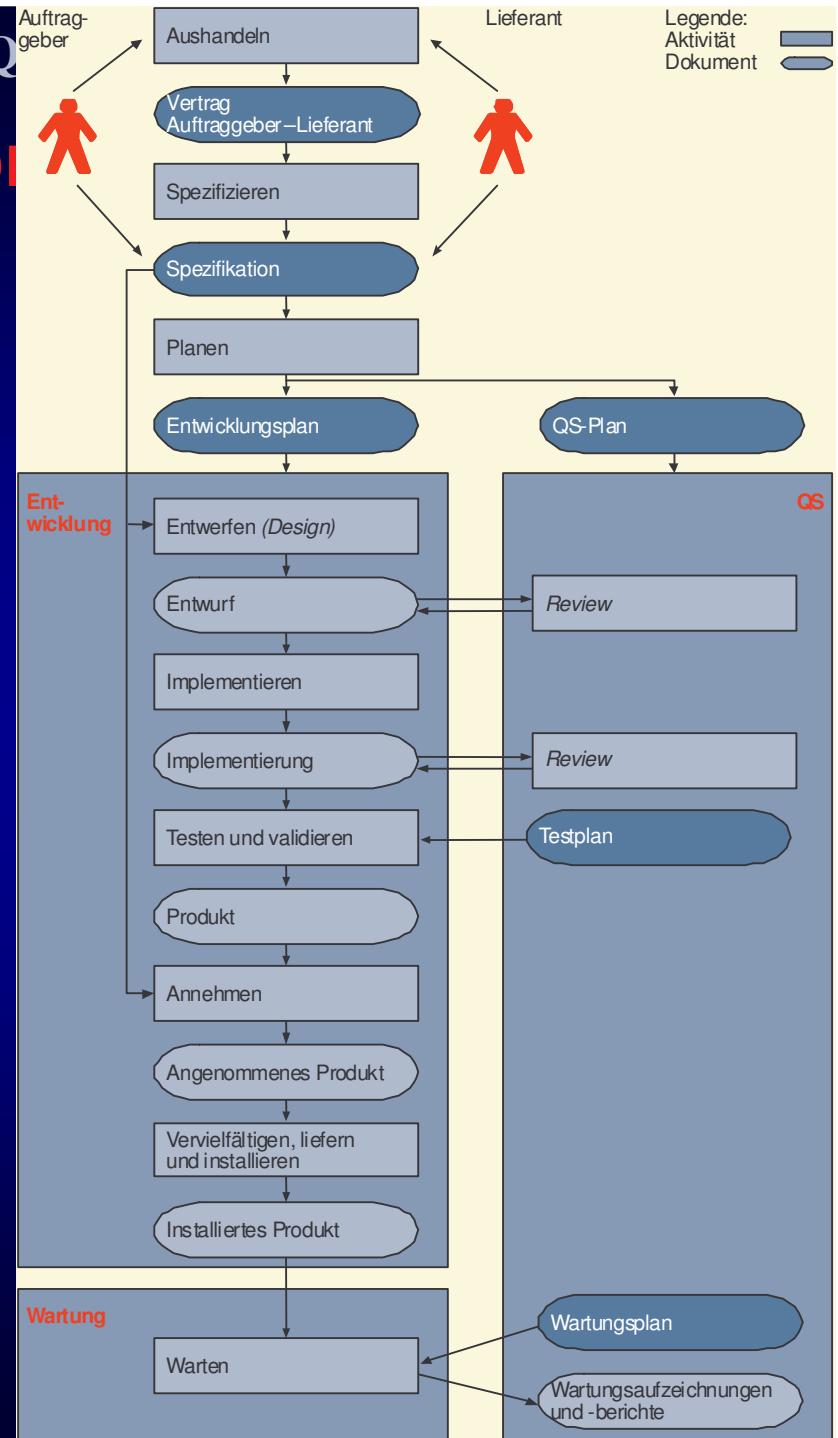 Auftrag-
geber
Lieferant
Legende:
Aktivität
Dokument
Q
Aushandeln
Vertrag
Auftraggeber–Lieferant
Spezifizieren
Spezifikation
Planen
Entwicklungsplan
QS-Plan
Ent-
wicklung
QS
Entwerfen (Design)
Entwurf
Review
Implementieren
Implementierung
Review
Testen und validieren
Testplan
Produkt
Annehmen
Angenommenes Produkt
Vervielfältigen, liefern
und installieren
Installiertes Produkt
Wartung
Wartungsplan
Warten
Wartungsaufzeichnungen
und -berichte